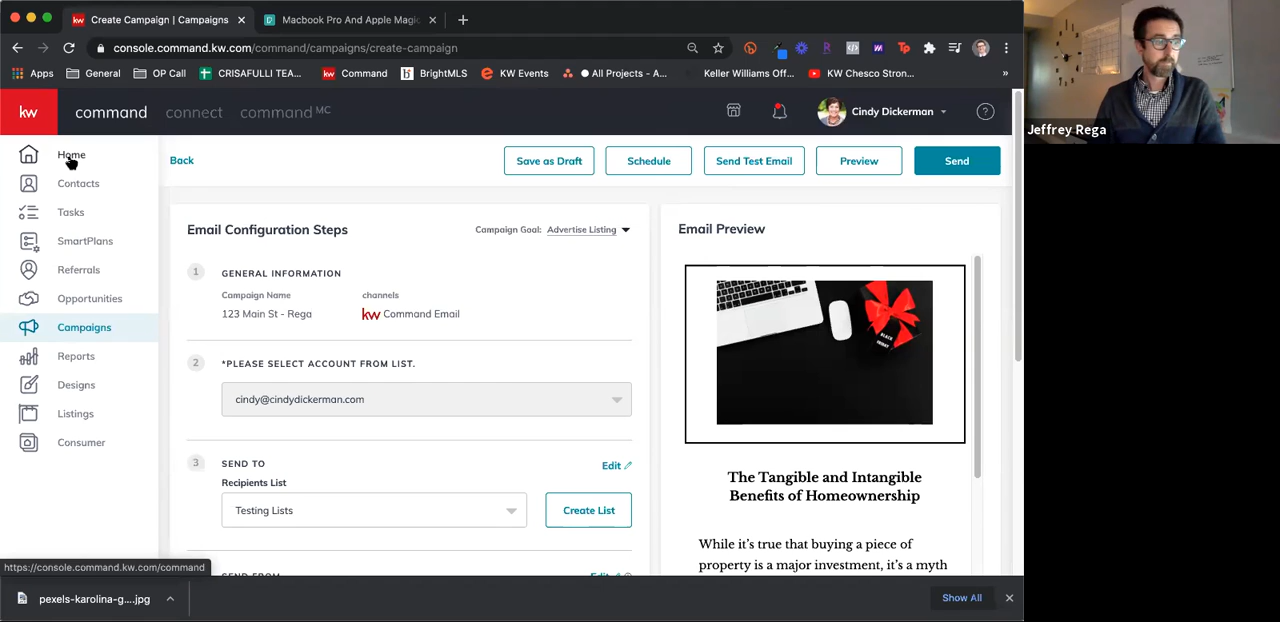 Create Campaign | Campaigns
Macbook Pro And Apple Magic
console.command.kw.com/command/campaigns/create-campaign
Apps General OP Call CRISAFULLI TEA... Command BrightMLS KW Events All Projects - A... Keller Williams Off... KW Chesco Stron... »
kw command connect command MC Cindy Dickerman
Home
Contacts
Tasks
SmartPlans
Referrals
Opportunities
Campaigns
Reports
Designs
Listings
Consumer
Back Save as Draft Schedule Send Test Email Preview Send
Email Configuration Steps Campaign Goal: Advertise Listing
1 GENERAL INFORMATION
Campaign Name channels
123 Main St - Rega kw Command Email
2 *PLEASE SELECT ACCOUNT FROM LIST.
cindy@cindydickerman.com
3 SEND TO Edit
Recipients List
Testing Lists Create List
SEND FROM Edit
Email Preview
BLACK
FRIDAY
The Tangible and Intangible
Benefits of Homeownership
While it's true that buying a piece of
property is a major investment, it's a myth
https://console.command.kw.com/command
pexels-karolina-g....jpg Show All
Jeffrey Rega